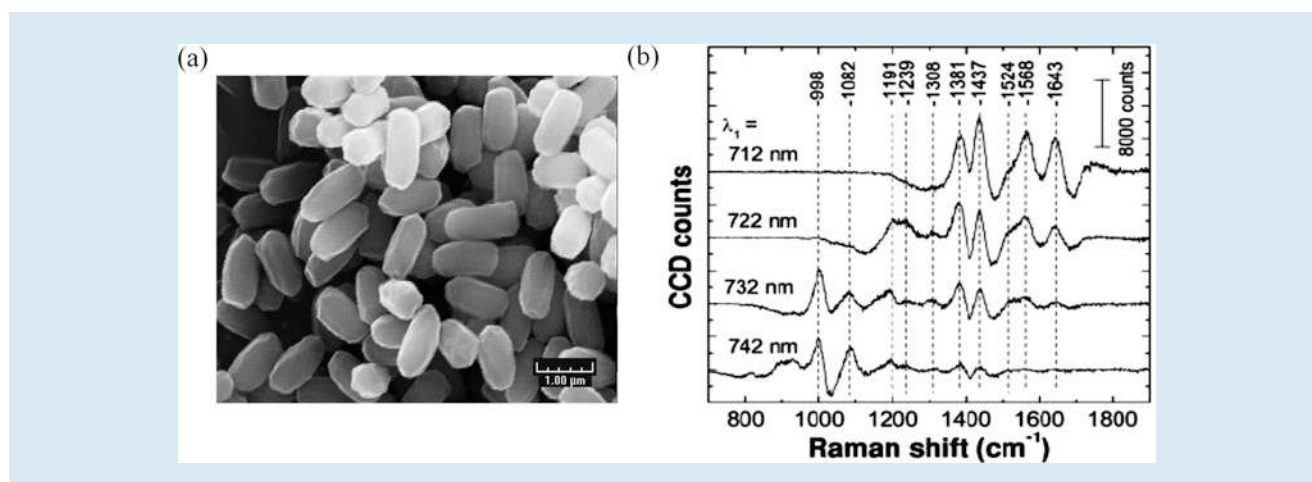 (a)
1.00 µm
(b)
-998
-1082
-1191
-1239
-1308
-1381
-1437
-1524
-1568
-1643
8000 counts
λ1 =
712 nm
722 nm
732 nm
742 nm
CCD counts
800 1000 1200 1400 1600 1800
Raman shift (cm-1)